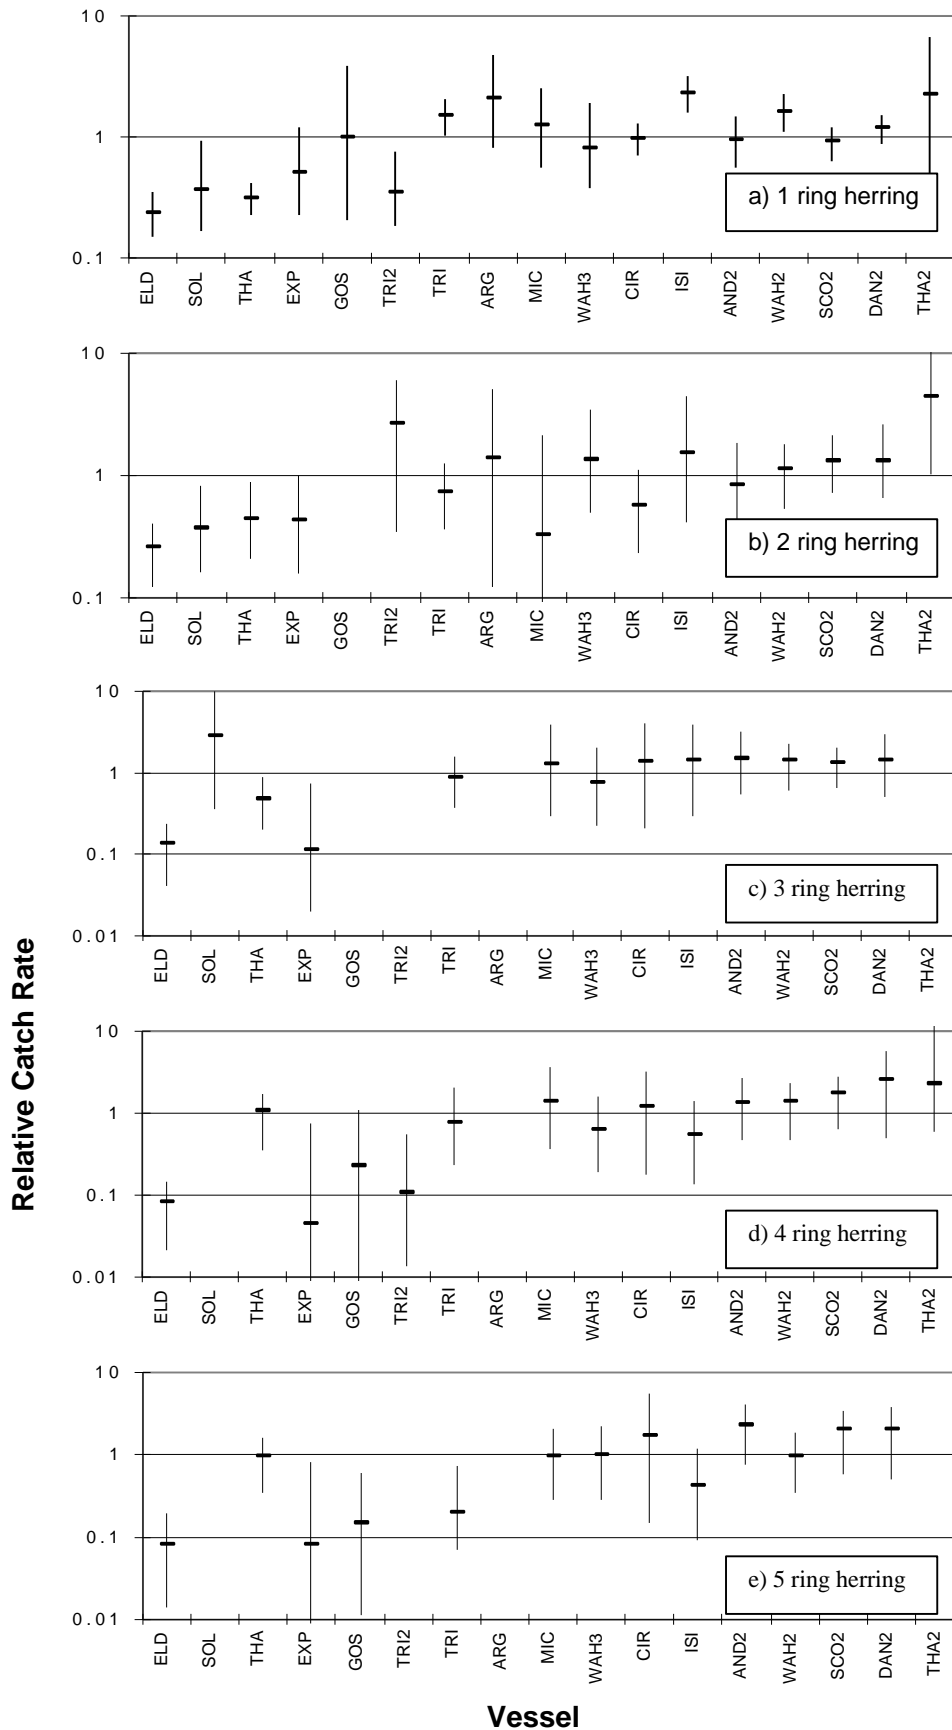 10
1
a) 1 ring herring
0.1
ELD SOL THA EXP GOS TRI2 TRI ARG MIC WAH3 CIR ISI AND2 WAH2 SCO2 DAN2 THA2
10
1
b) 2 ring herring
0.1
ELD SOL THA EXP GOS TRI2 TRI ARG MIC WAH3 CIR ISI AND2 WAH2 SCO2 DAN2 THA2
10
1
0.1
c) 3 ring herring
0.01
ELD SOL THA EXP GOS TRI2 TRI ARG MIC WAH3 CIR ISI AND2 WAH2 SCO2 DAN2 THA2
Relative Catch Rate
10
1
0.1
d) 4 ring herring
0.01
ELD SOL THA EXP GOS TRI2 TRI ARG MIC WAH3 CIR ISI AND2 WAH2 SCO2 DAN2 THA2
10
1
0.1
e) 5 ring herring
0.01
ELD SOL THA EXP GOS TRI2 TRI ARG MIC WAH3 CIR ISI AND2 WAH2 SCO2 DAN2 THA2
Vessel